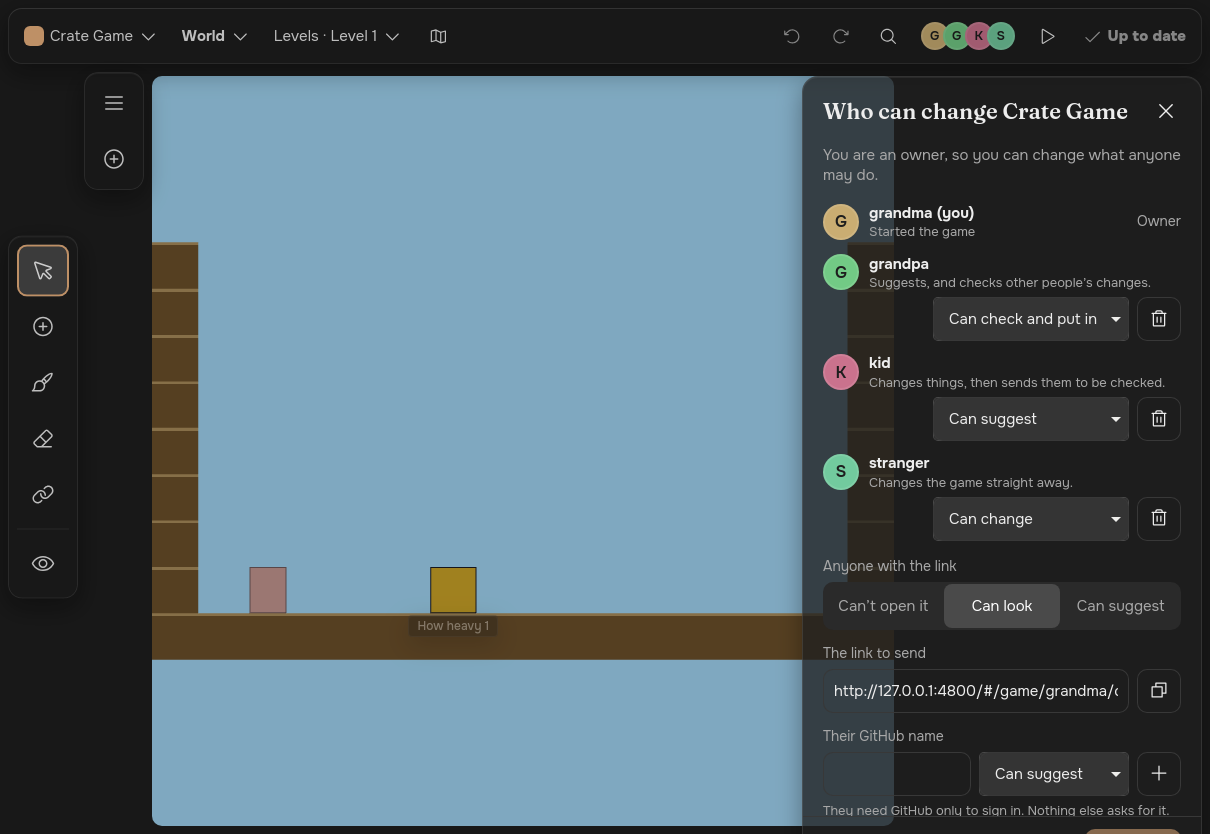 Crate Game
World
Levels · Level 1
G
G
K
S
Up to date
Who can change Crate Game
You are an owner, so you can change what anyone
may do.
G
grandma (you)
Started the game
Owner
G
grandpa
Suggests, and checks other people's changes.
Can check and put in
K
kid
Changes things, then sends them to be checked.
Can suggest
S
stranger
Changes the game straight away.
Can change
Anyone with the link
Can't open it
Can look
Can suggest
The link to send
http://127.0.0.1:4800/#/game/grandma/
Their GitHub name
Can suggest
They need GitHub only to sign in. Nothing else asks for it.
How heavy 1